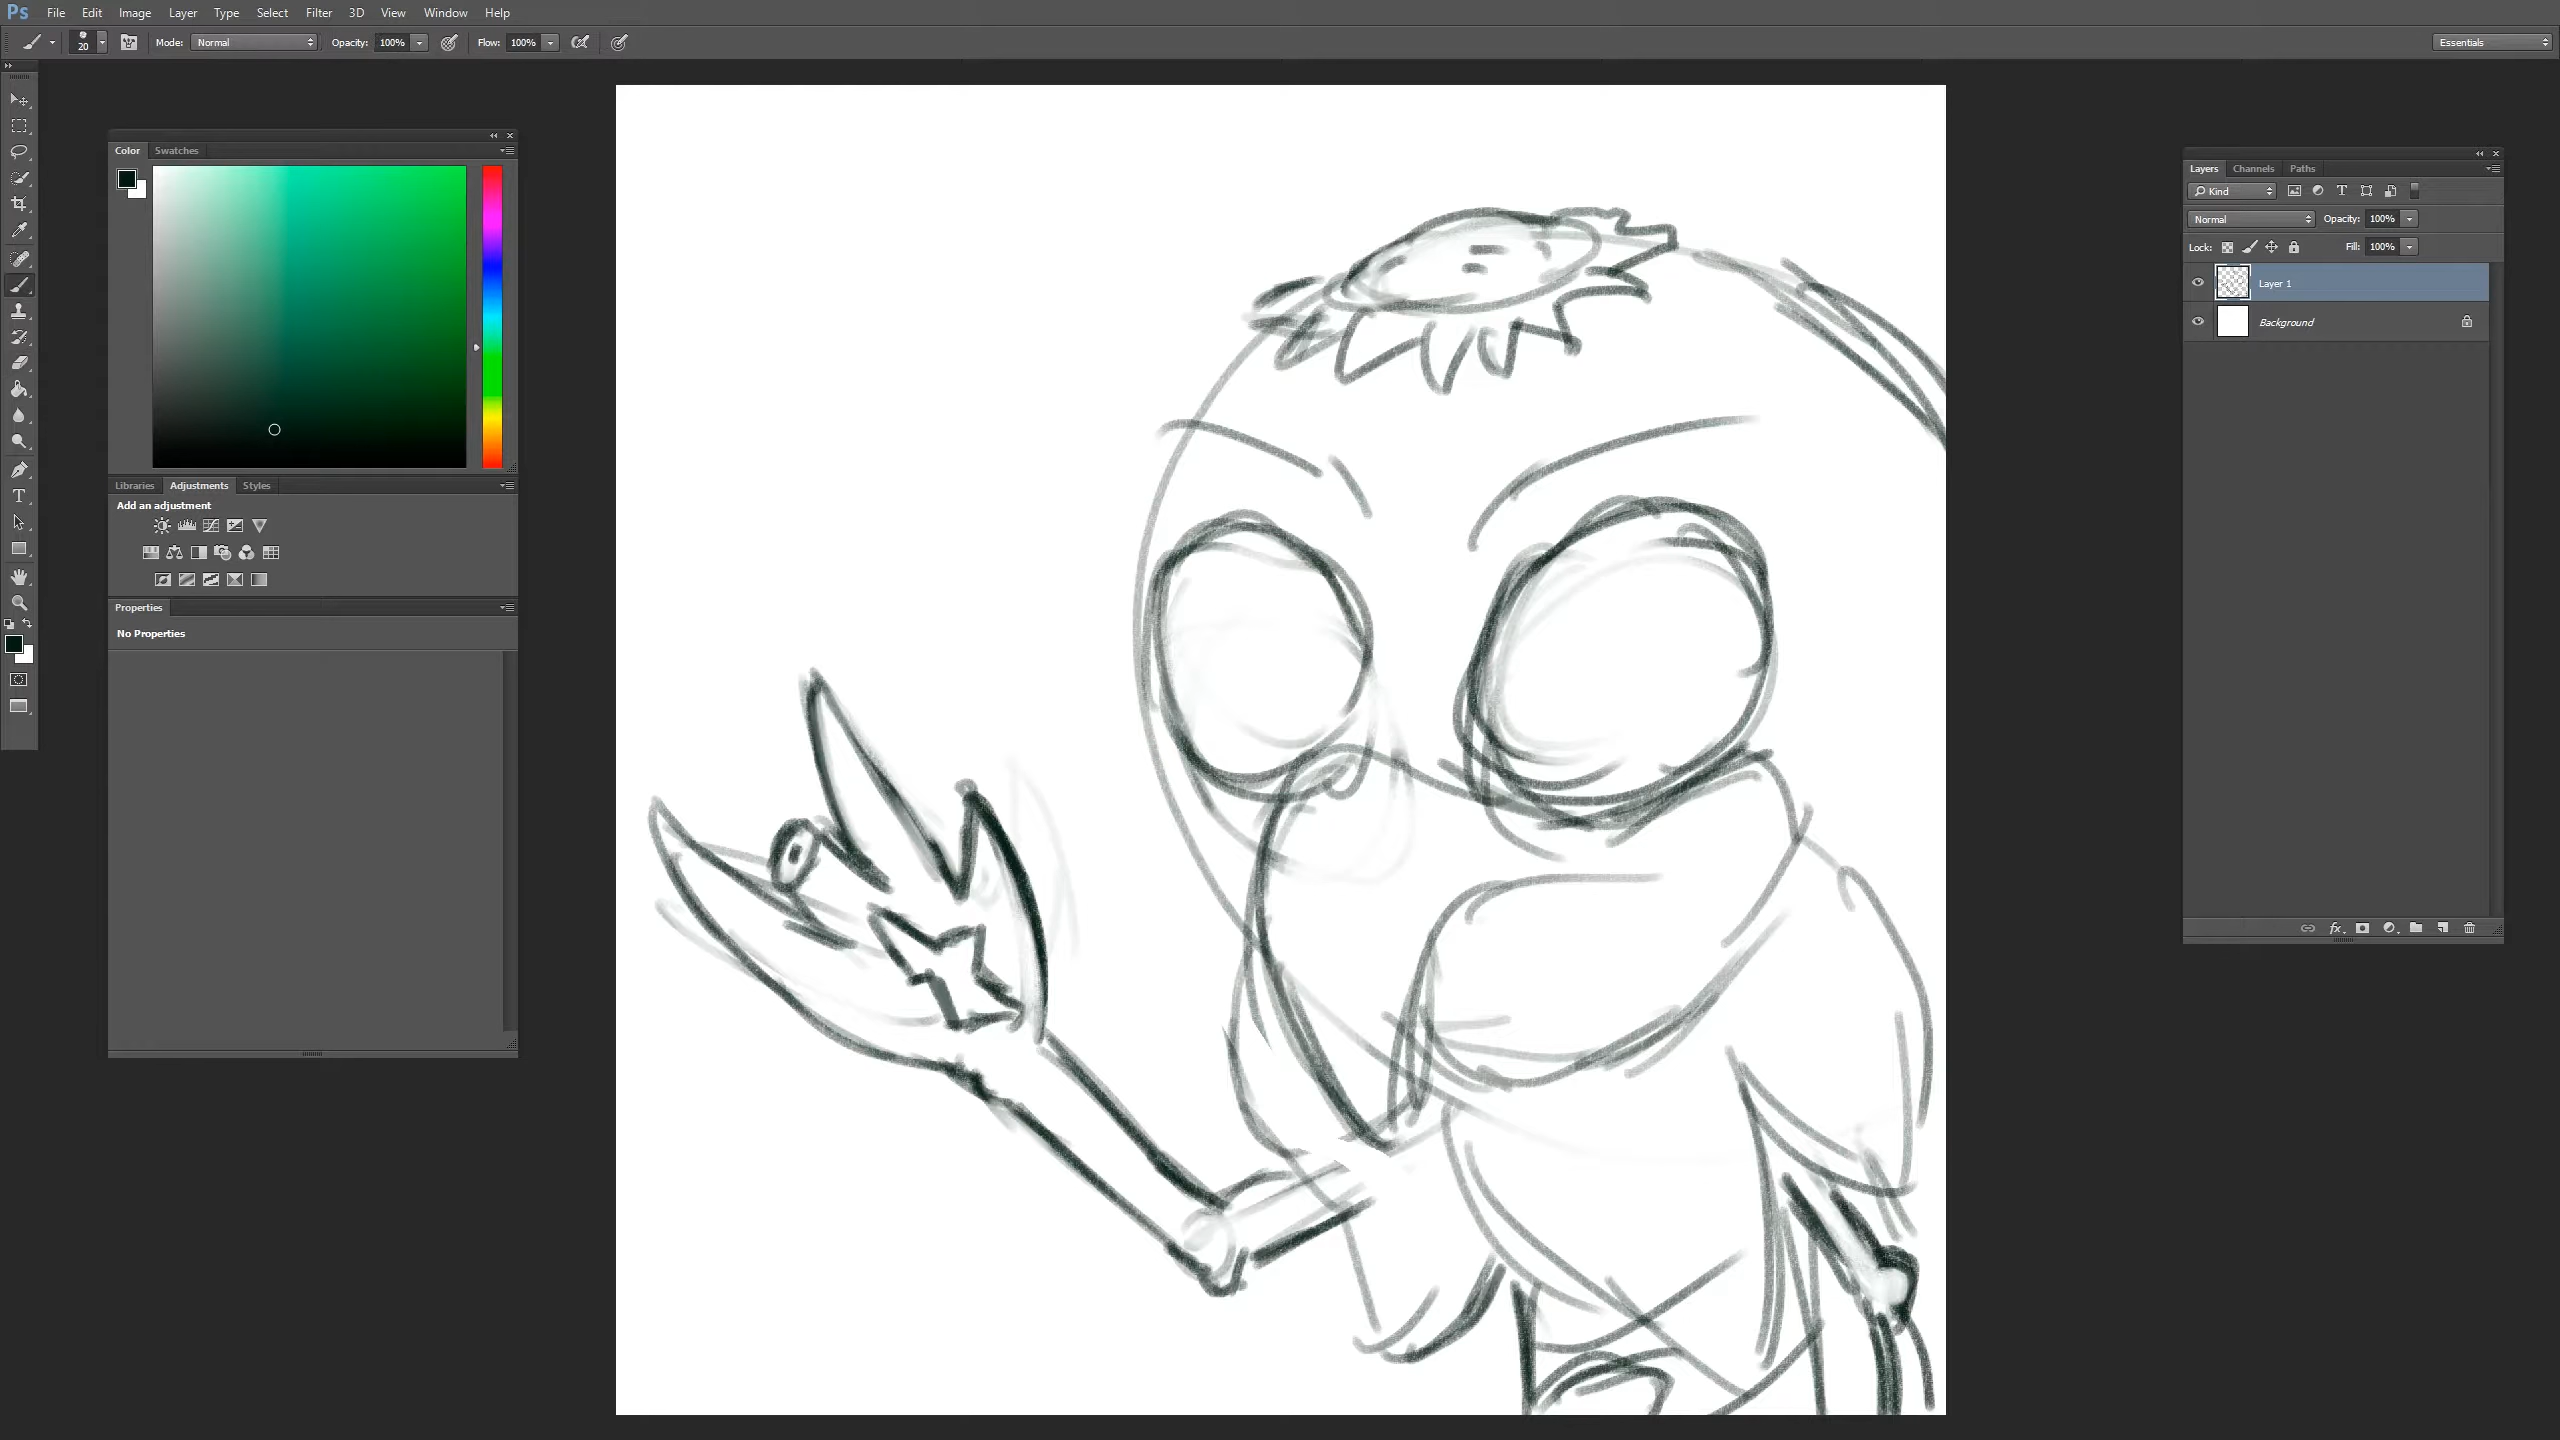 Ps File Edit Image Layer Type Select Filter 3D View Window Help
20 Mode: Normal Opacity: 100% Flow: 100% Essentials
Color Swatches
Libraries Adjustments Styles
Add an adjustment
Properties
No Properties
T
Layers Channels Paths
Kind T
Normal Opacity: 100%
Lock: Fill: 100%
Layer 1
Background
fx